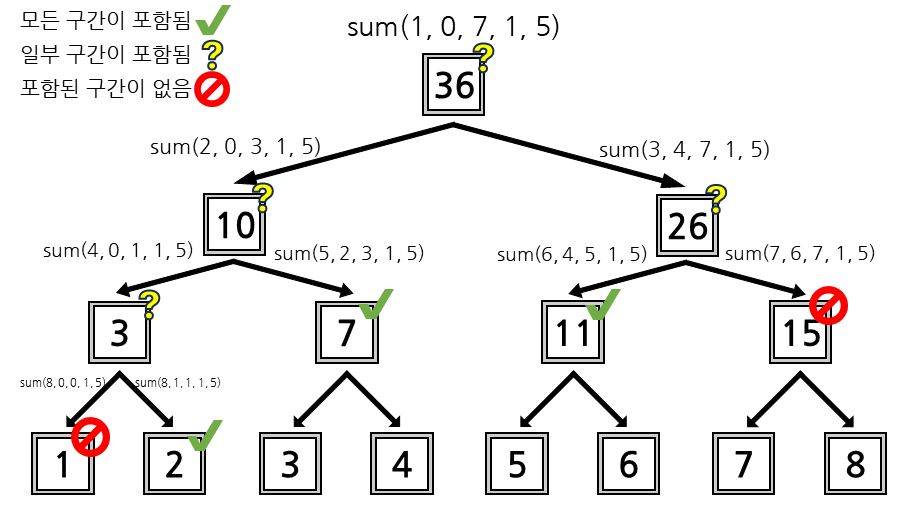 모든 구간이 포함됨
일부 구간이 포함됨
포함된 구간이 없음
sum(1, 0, 7, 1, 5)
36
sum(2, 0, 3, 1, 5)
sum(3, 4, 7, 1, 5)
10
26
sum(4, 0, 1, 1, 5)
sum(5, 2, 3, 1, 5)
sum(6, 4, 5, 1, 5)
sum(7, 6, 7, 1, 5)
3
7
11
15
sum(8, 0, 0, 1, 5)
sum(8, 1, 1, 1, 5)
1
2
3
4
5
6
7
8